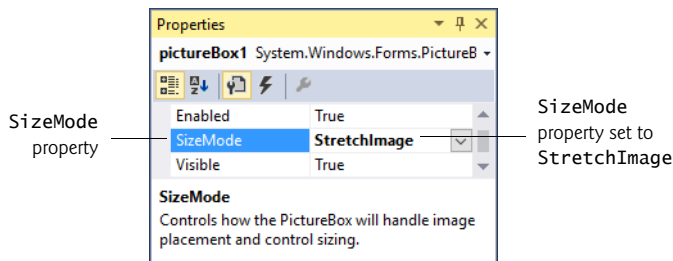 Properties
pictureBox1 System.Windows.Forms.PictureB
Enabled True
SizeMode StretchImage
Visible True
SizeMode
Controls how the PictureBox will handle image
placement and control sizing.
SizeMode
property
SizeMode
property set to
StretchImage